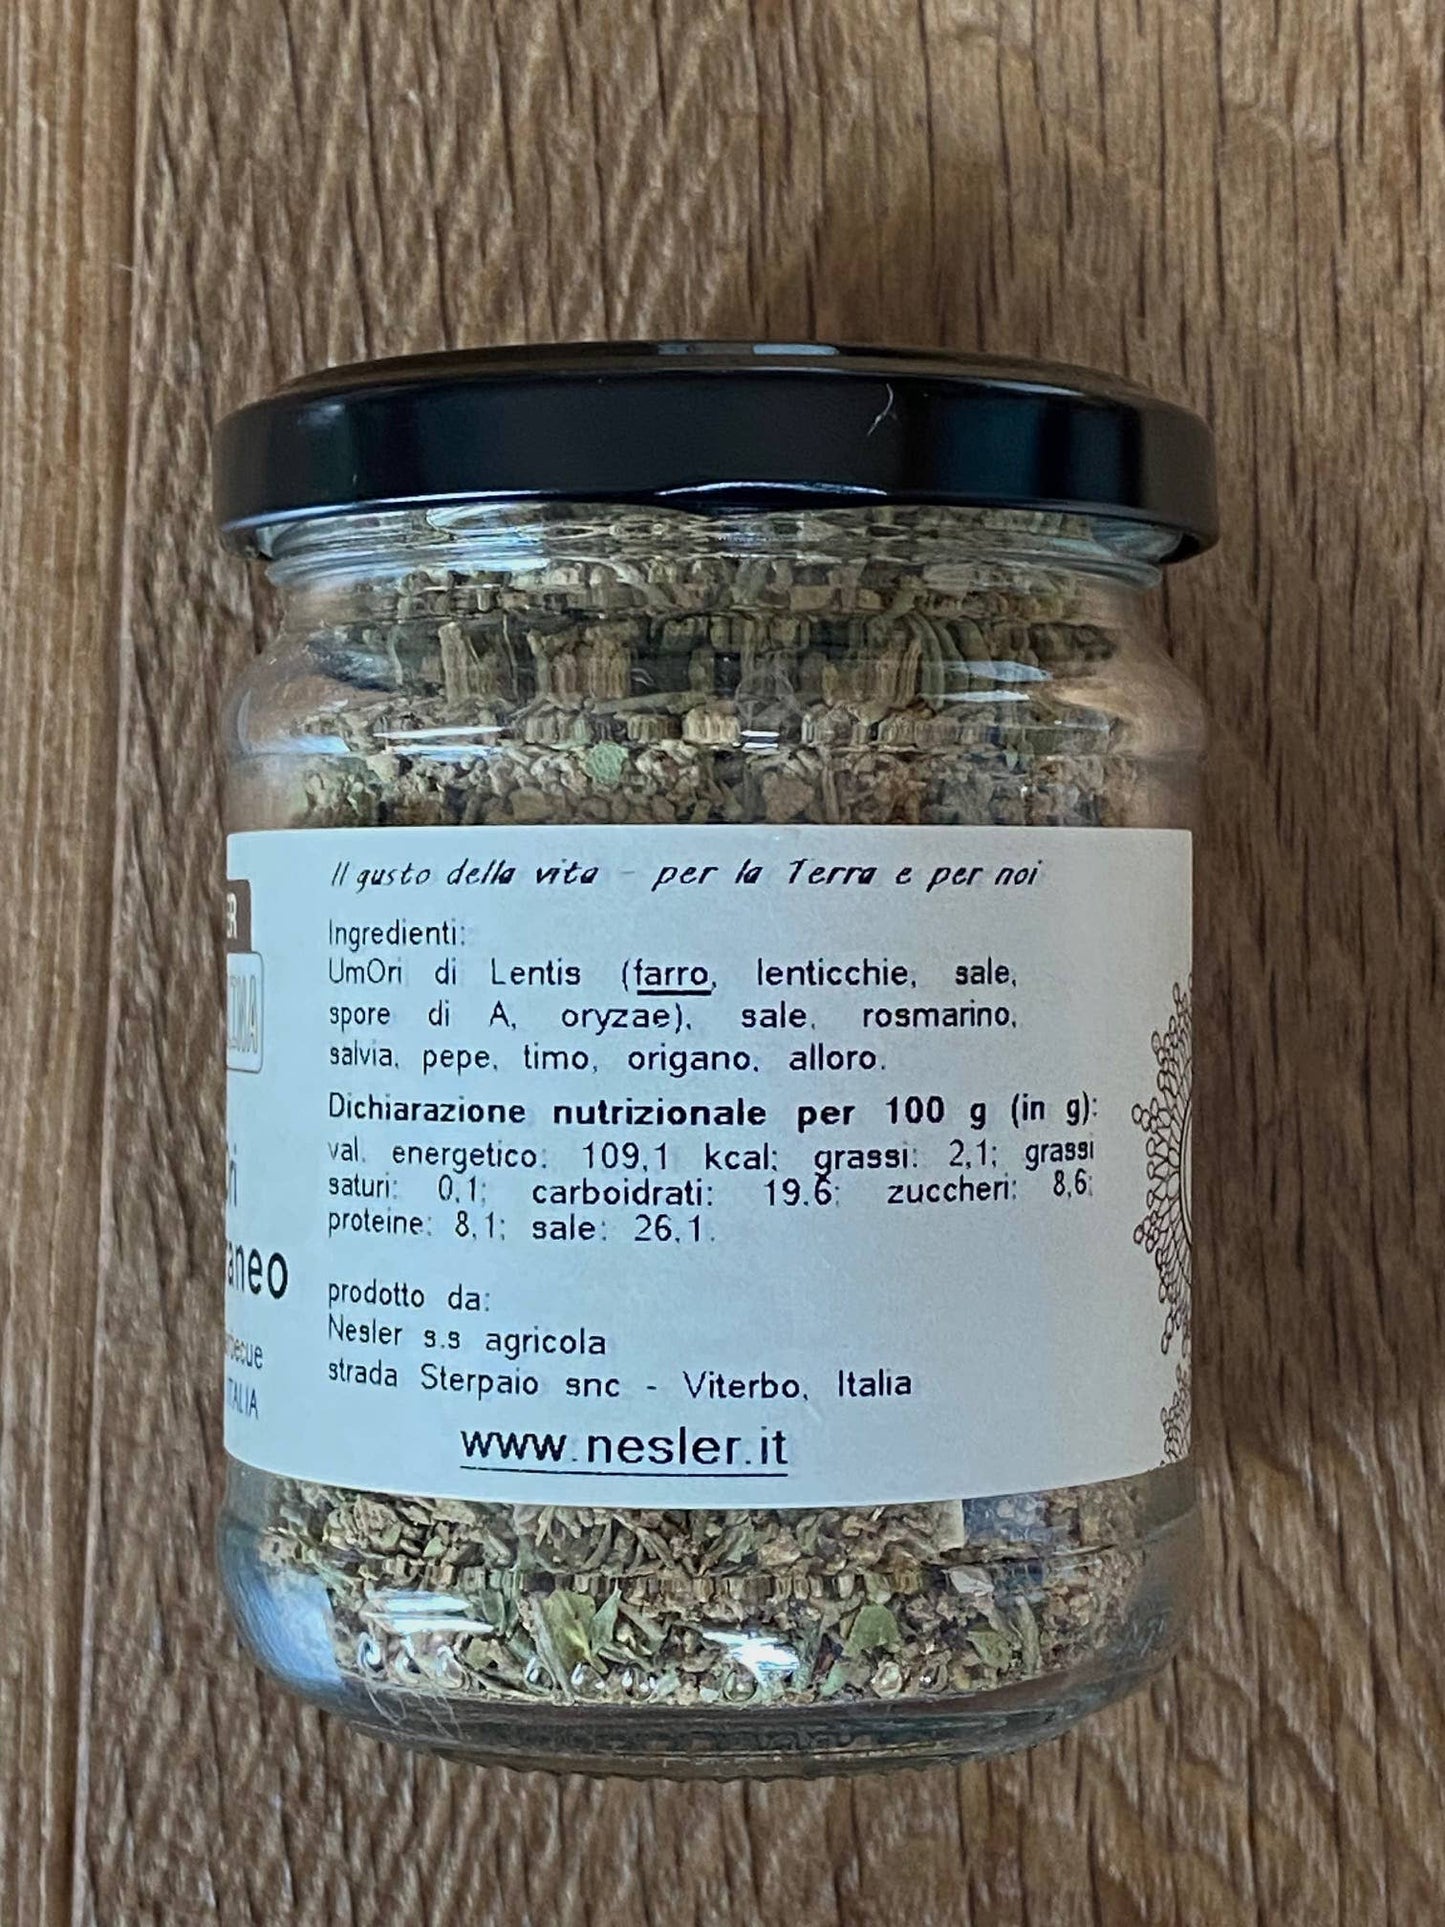 Il gusto della vita - per la Terra e per noi
Ingredienti:
UmOri di Lentis (farro, lenticchie, sale,
spore di A, oryzae), sale, rosmarino,
salvia, pepe, timo, origano, alloro.
Dichiarazione nutrizionale per 100 g (in g):
val. energetico: 109,1 kcal; grassi: 2,1; grassi
saturi: 0,1; carboidrati: 19,6; zuccheri: 8,6;
proteine: 8,1; sale: 26,1.
prodotto da:
Nesler s.s agricola
strada Sterpaio snc - Viterbo, Italia
www.nesler.it
aneo
ITALIA